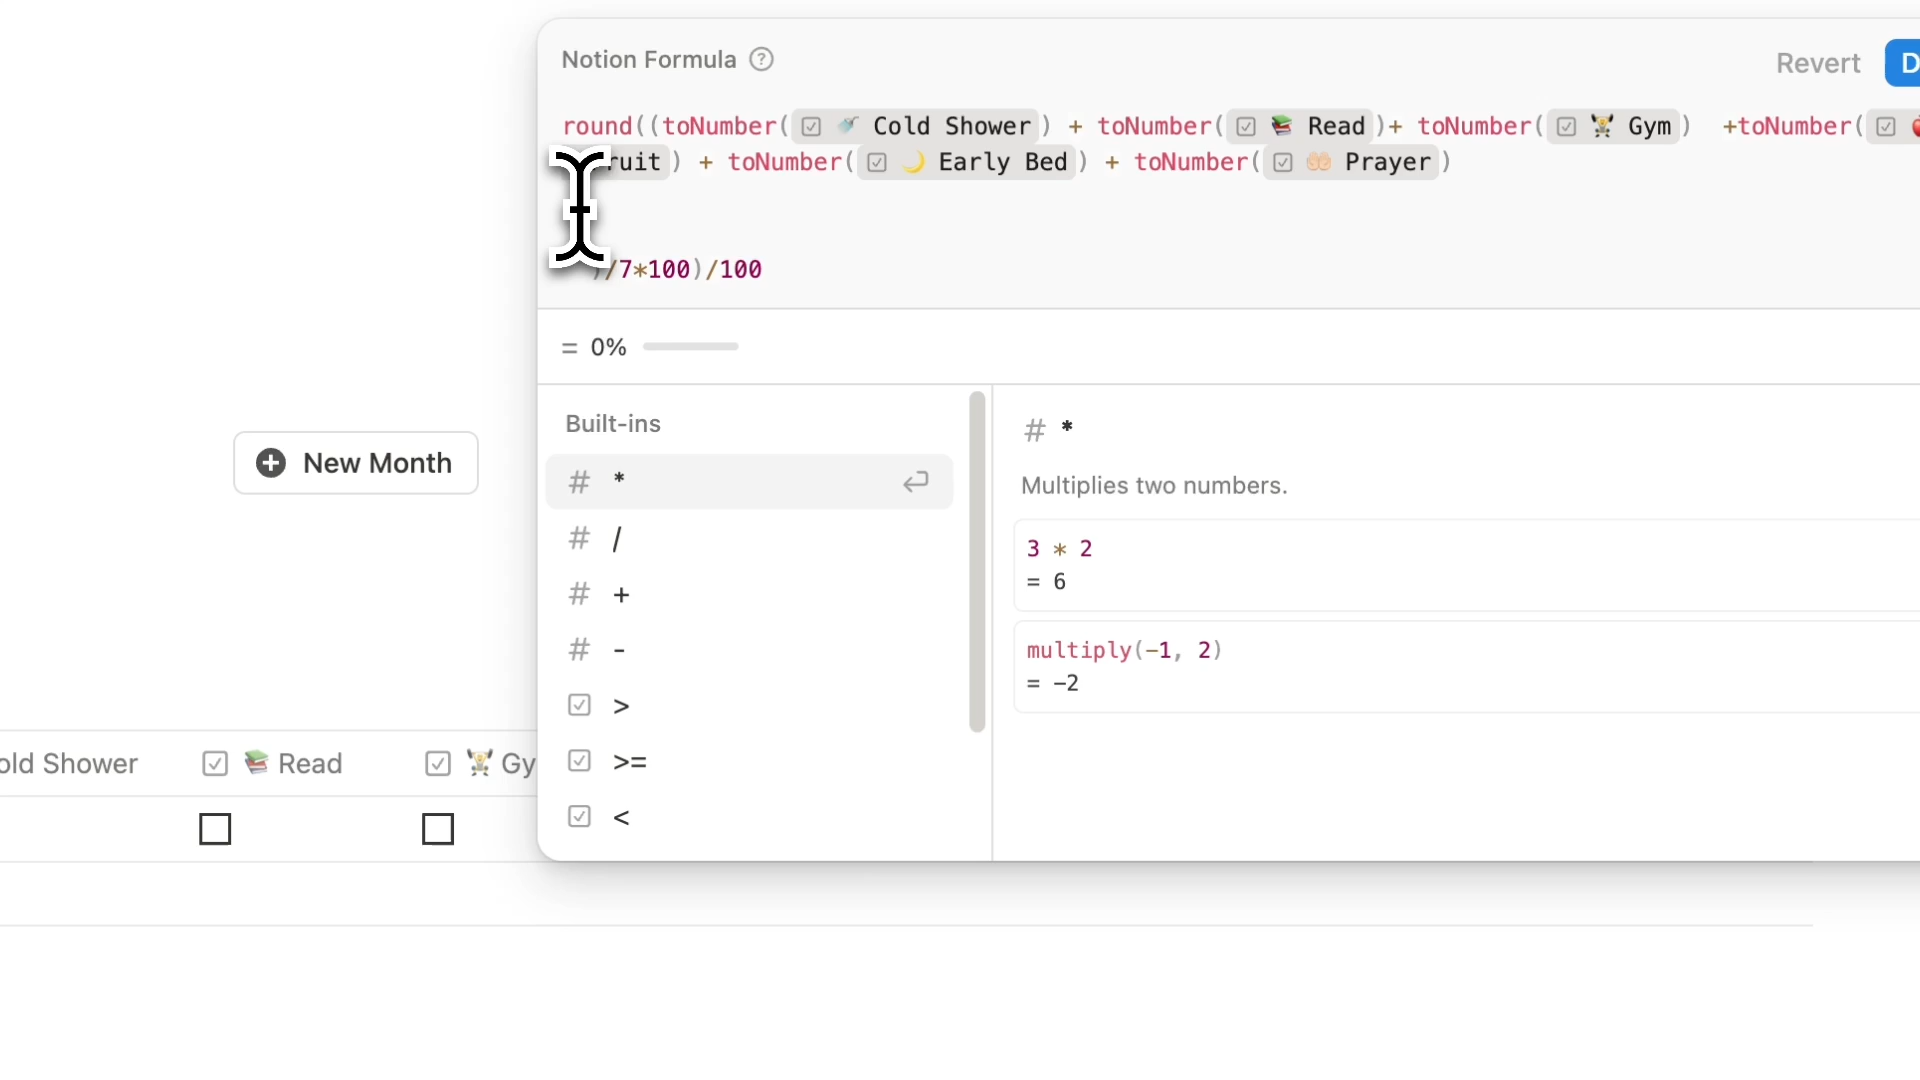 Notion Formula ?
Revert
round((toNumber( Cold Shower) + toNumber( Read)+ toNumber( Gym) +toNumber(
ruit) + toNumber( Early Bed) + toNumber( Prayer)
)/7*100)/100
= 0%
Built-ins
# *
# /
# +
# -
>
>=
<
# *
Multiplies two numbers.
3 * 2
= 6
multiply(-1, 2)
= -2
New Month
old Shower
Read
Gy